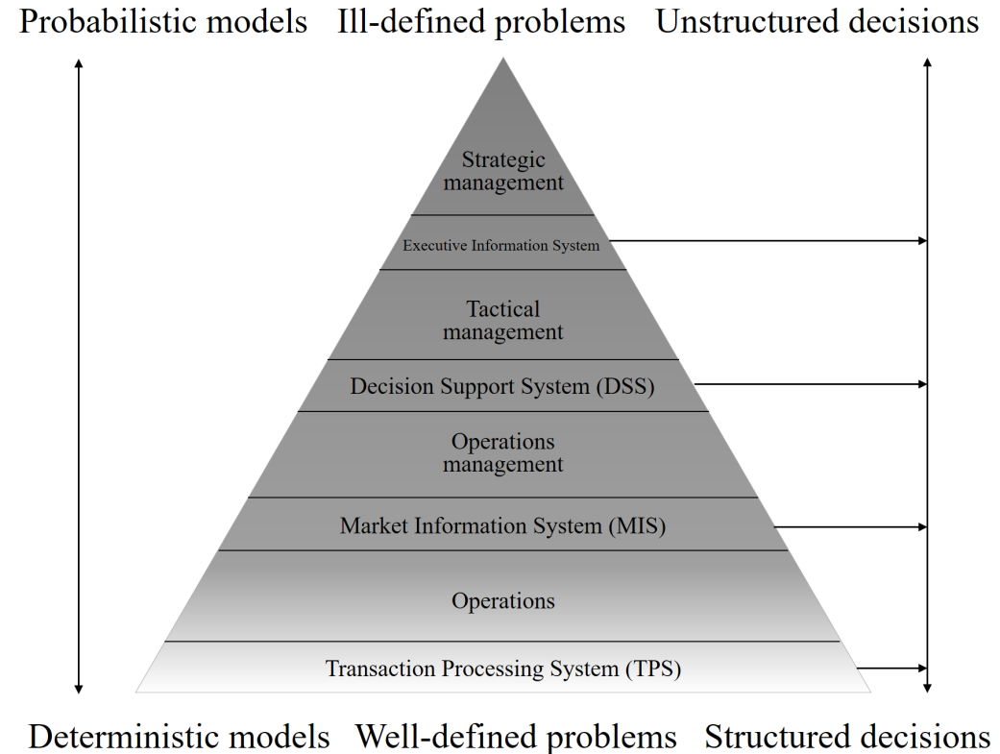 Probabilistic models Ill-defined problems Unstructured decisions
Strategic
management
Executive Information System
Tactical
management
Decision Support System (DSS)
Operations
management
Market Information System (MIS)
Operations
Transaction Processing System (TPS)
Deterministic models Well-defined problems Structured decisions